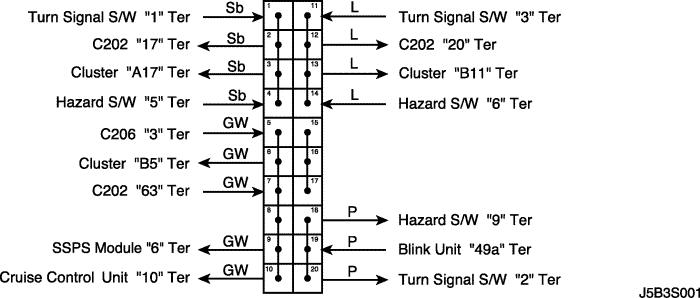 Turn Signal S/W "1" Ter Sb 1 11 L Turn Signal S/W "3" Ter
C202 "17" Ter Sb 2 12 L C202 "20" Ter
Cluster "A17" Ter Sb 3 13 L Cluster "B11" Ter
Hazard S/W "5" Ter Sb 4 14 L Hazard S/W "6" Ter
C206 "3" Ter GW 5 15
Cluster "B5" Ter GW 6 16
C202 "63" Ter GW 7 17
8 18 P Hazard S/W "9" Ter
SSPS Module "6" Ter GW 9 19 P Blink Unit "49a" Ter
Cruise Control Unit "10" Ter GW 10 20 P Turn Signal S/W "2" Ter
J5B3S001